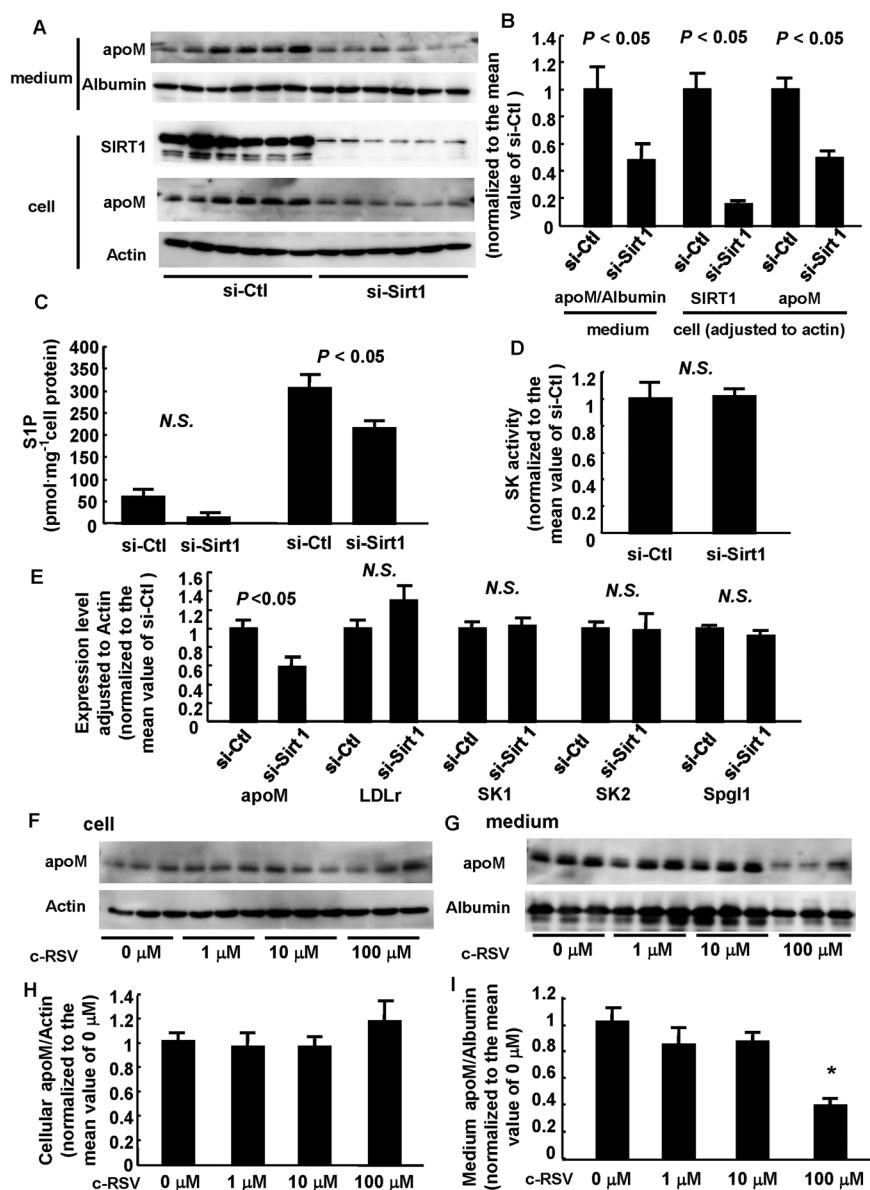 A
medium
apoM
Albumin
cell
SIRT1
apoM
Actin
si-Ctl si-Sirt1
B
(normalized to the mean
value of si-Ctl)
1.4
1.2
1
0.8
0.6
0.4
0.2
0
P < 0.05 P < 0.05 P < 0.05
si-Ctl si-Sirt 1 si-Ctl si-Sirt 1 si-Ctl si-Sirt 1
apoM/Albumin SIRT1 apoM
medium cell (adjusted to actin)
C
S1P
(pmol·mg⁻¹cell protein)
400
350
300
250
200
150
100
50
0
N.S. P < 0.05
si-Ctl si-Sirt1 si-Ctl si-Sirt1
D
SK activity
(normalized to the
mean value of si-Ctl )
1.2
1
0.8
0.6
0.4
0.2
0
N.S.
si-Ctl si-Sirt1
E
Expression level
adjusted to Actin
(normalized to the
mean value of si-Ctl )
1.6
1.4
1.2
1
0.8
0.6
0.4
0.2
0
P <0.05 N.S. N.S. N.S. N.S.
si-Ctl si-Sirt 1 si-Ctl si-Sirt 1 si-Ctl si-Sirt 1 si-Ctl si-Sirt 1 si-Ctl si-Sirt 1
apoM LDLr SK1 SK2 Spgl1
F cell
apoM
Actin
c-RSV 0 μM 1 μM 10 μM 100 μM
G medium
apoM
Albumin
c-RSV 0 μM 1 μM 10 μM 100 μM
H
Cellular apoM/Actin
(normalized to the
mean value of 0 μM)
1.4
1.2
1
0.8
0.6
0.4
0.2
0
c-RSV 0 μM 1 μM 10 μM 100 μM
I
Medium apoM/Albumin
(normalized to the mean
value of 0 μM)
1.2
1
0.8
0.6
0.4
0.2
0
*
c-RSV 0 μM 1 μM 10 μM 100 μM